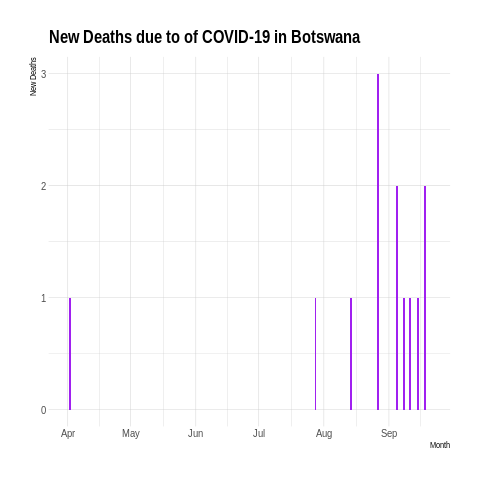 New Deaths due to of COVID-19 in Botswana
New Deaths
3
2
1
0
Apr May Jun Jul Aug Sep
Month